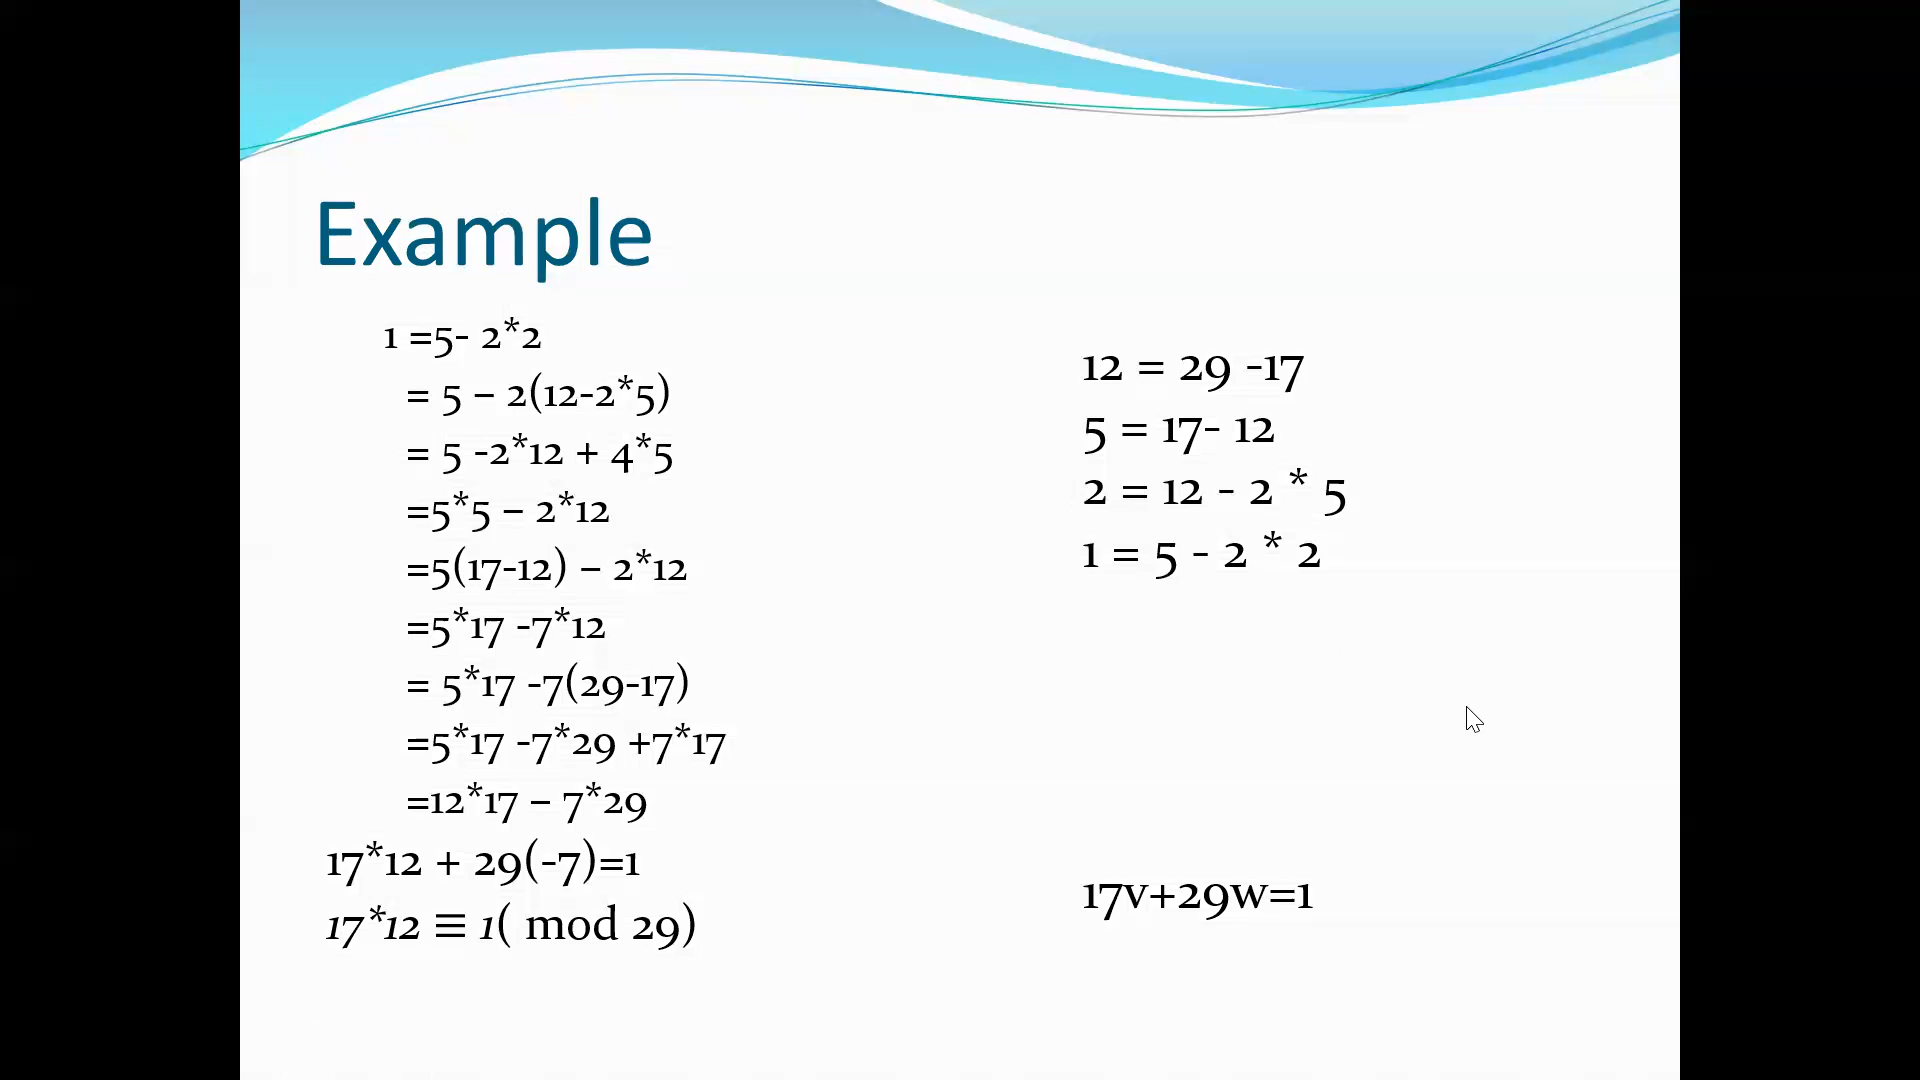 Example
1 =5- 2*2
= 5 – 2(12-2*5)
= 5 -2*12 + 4*5
=5*5 – 2*12
=5(17-12) – 2*12
=5*17 -7*12
= 5*17 -7(29-17)
=5*17 -7*29 +7*17
=12*17 – 7*29
17*12 + 29(-7)=1
17*12 ≡ 1( mod 29)
12 = 29 -17
5 = 17- 12
2 = 12 - 2 * 5
1 = 5 - 2 * 2
17v+29w=1